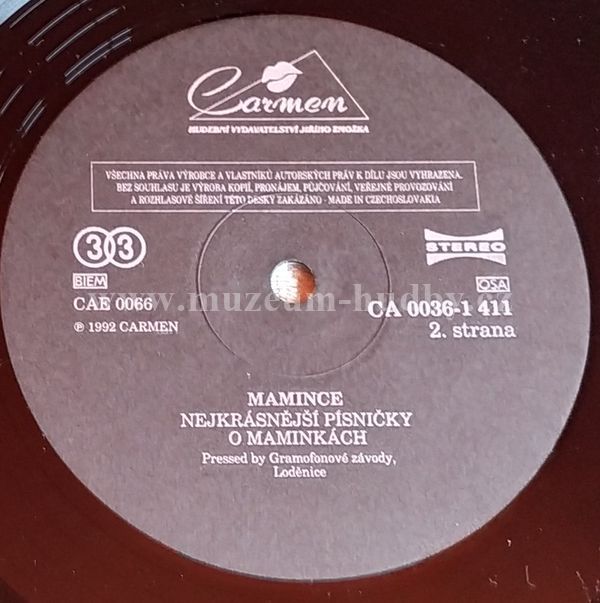 Carmen
HUDEBNÍ VYDAVATELSTVÍ JIŘÍHO ZMOŽKA
VŠECHNA PRÁVA VÝROBCE A VLASTNÍKŮ AUTORSKÝCH PRÁV K DÍLU JSOU VYHRAZENA.
BEZ SOUHLASU JE VÝROBA KOPIÍ, PRONÁJEM, PŮJČOVÁNÍ, VEŘEJNÉ PROVOZOVÁNÍ
A ROZHLASOVÉ ŠÍŘENÍ TÉTO DESKY ZAKÁZÁNO - MADE IN CZECHOSLOVAKIA
33
STEREO
BIEM
OSA
www.muzeum-hudby.cz
CAE 0066
CA 0036-1 411
℗ 1992 CARMEN
2. strana
MAMINCE
NEJKRÁSNĚJŠÍ PÍSNIČKY
O MAMINKÁCH
Pressed by Gramofonové závody,
Loděnice